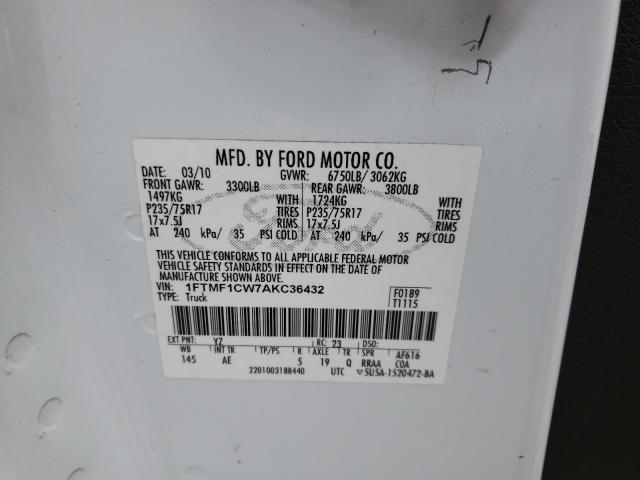 MFD. BY FORD MOTOR CO.
DATE: 03/10 GVWR: 6750LB/ 3062KG
FRONT GAWR: 3300LB REAR GAWR: 3800LB
1497KG WITH 1724KG WITH
P235/75R17 TIRES P235/75R17 TIRES
17x7.5J RIMS 17x7.5J RIMS
AT 240 kPa/ 35 PSI COLD AT 240 kPa/ 35 PSI COLD
Ford
THIS VEHICLE CONFORMS TO ALL APPLICABLE FEDERAL MOTOR
VEHICLE SAFETY STANDARDS IN EFFECT ON THE DATE OF
MANUFACTURE SHOWN ABOVE.
VIN: 1FTMF1CW7AKC36432 F0189
TYPE: Truck T1115
EXT PNT: YZ RC: 23 DSO:
WB INT TR TP/PS R AXLE TR SPR AF616
145 AE 5 19 Q RRAA COA
2201003188440 UTC 5U5A-1520472-BA